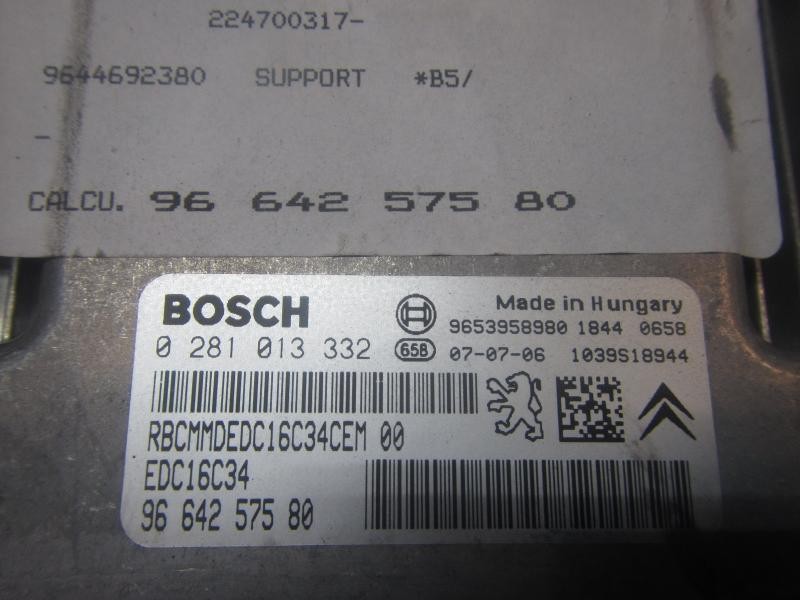 224700317-
9644692380 SUPPORT *B5/
-
CALCU. 96 642 575 80
BOSCH
Made in Hungary
9653958980 1844 0658
0 281 013 332
65B 07-07-06 1039S18944
RBCMMDEDC16C34CEM 00
EDC16C34
96 642 575 80